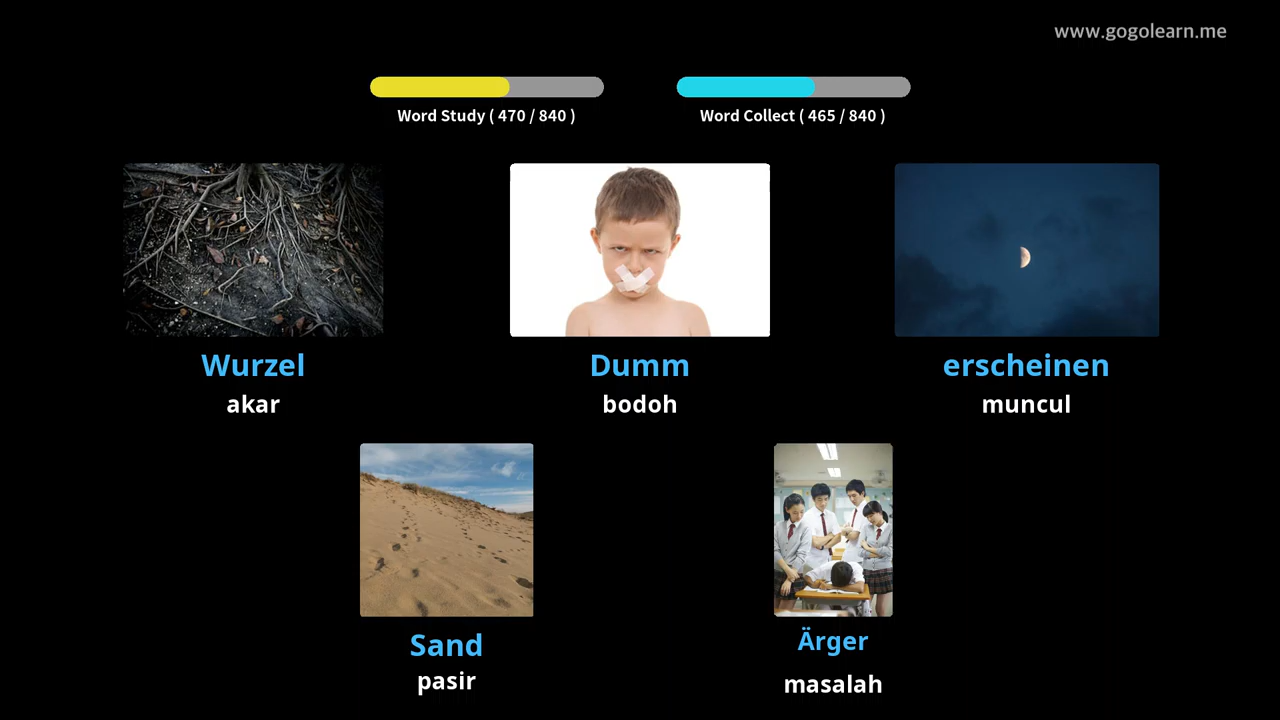 www.gogolearn.me
Word Study ( 470 / 840 )
Word Collect ( 465 / 840 )
Wurzel
akar
Dumm
bodoh
erscheinen
muncul
Sand
pasir
Ärger
masalah